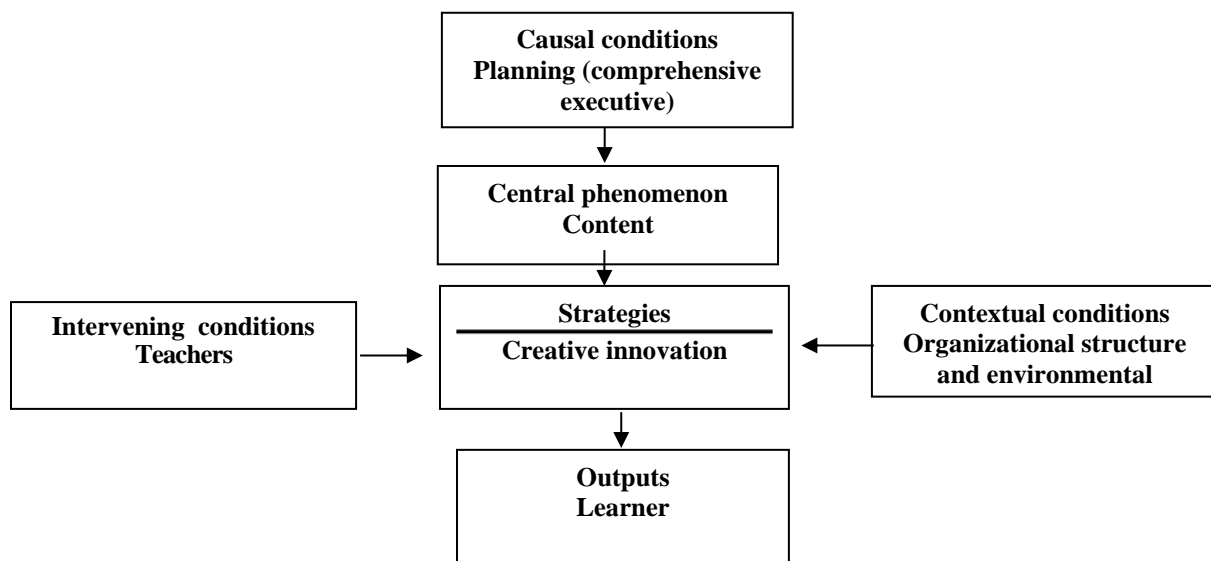 Causal conditions
Planning (comprehensive
executive)
Central phenomenon
Content
Strategies
Creative innovation
Intervening conditions
Teachers
Contextual conditions
Organizational structure
and environmental
Outputs
Learner